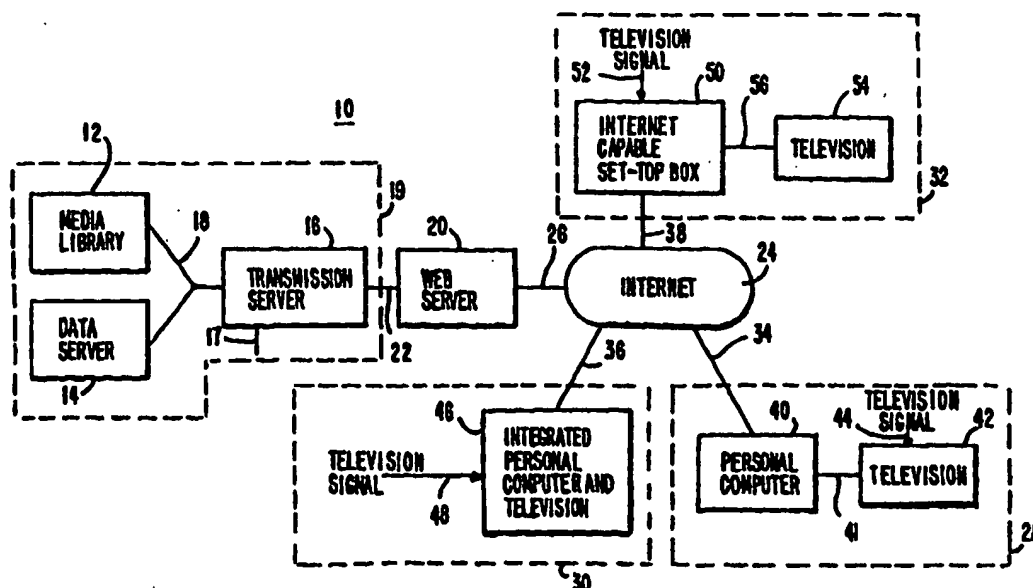 10
12
MEDIA
LIBRARY
18
DATA
SERVER
14
16
TRANSMISSION
SERVER
17
19
22
20
WEB
SERVER
26
INTERNET
24
TELEVISION
SIGNAL
52
50
INTERNET
CAPABLE
SET-TOP BOX
56
54
TELEVISION
32
38
36
34
46
TELEVISION
SIGNAL
48
INTEGRATED
PERSONAL
COMPUTER AND
TELEVISION
30
40
PERSONAL
COMPUTER
41
TELEVISION
SIGNAL
44
42
TELEVISION